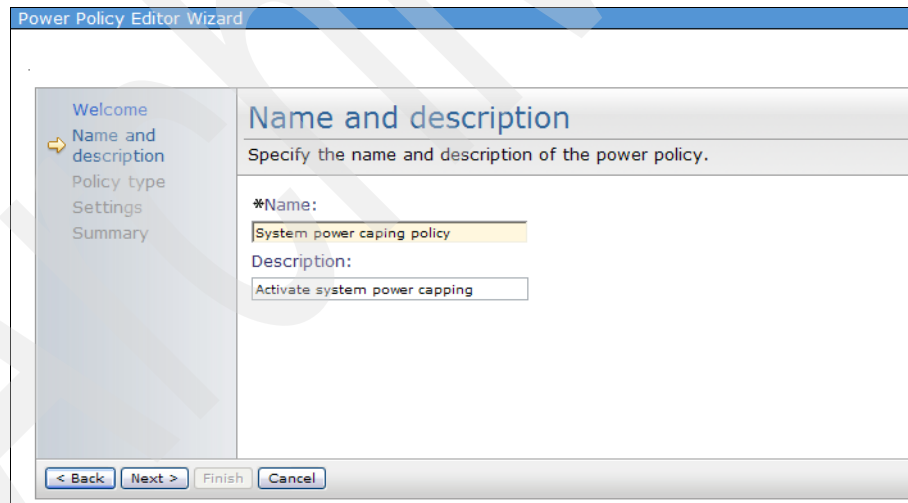 Power Policy Editor Wizard
Welcome
Name and
description
Policy type
Settings
Summary
Name and description
Specify the name and description of the power policy.
*Name:
System power caping policy
Description:
Activate system power capping
< Back Next > Finish Cancel